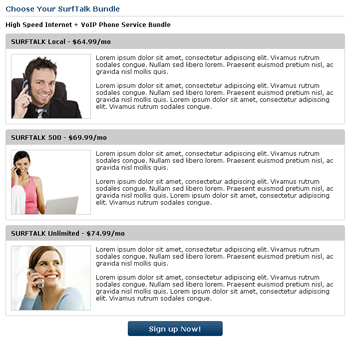 Choose Your SurfTalk Bundle
High Speed Internet + VoIP Phone Service Bundle
SURFTALK Local - $64.99/mo
Lorem ipsum dolor sit amet, consectetur adipiscing elit. Vivamus rutrum
sodales congue. Nullam sed libero lorem. Praesent euismod pretium nisl, ac
gravida nisl mollis quis.
Lorem ipsum dolor sit amet, consectetur adipiscing elit. Vivamus rutrum
sodales congue. Nullam sed libero lorem. Praesent euismod pretium nisl, ac
gravida nisl mollis quis. Lorem ipsum dolor sit amet, consectetur adipiscing
elit. Vivamus rutrum sodales congue.
SURFTALK 500 - $69.99/mo
Lorem ipsum dolor sit amet, consectetur adipiscing elit. Vivamus rutrum
sodales congue. Nullam sed libero lorem. Praesent euismod pretium nisl, ac
gravida nisl mollis quis.
Lorem ipsum dolor sit amet, consectetur adipiscing elit. Vivamus rutrum
sodales congue. Nullam sed libero lorem. Praesent euismod pretium nisl, ac
gravida nisl mollis quis. Lorem ipsum dolor sit amet, consectetur adipiscing
elit. Vivamus rutrum sodales congue.
SURFTALK Unlimited - $74.99/mo
Lorem ipsum dolor sit amet, consectetur adipiscing elit. Vivamus rutrum
sodales congue. Nullam sed libero lorem. Praesent euismod pretium nisl, ac
gravida nisl mollis quis.
Lorem ipsum dolor sit amet, consectetur adipiscing elit. Vivamus rutrum
sodales congue. Nullam sed libero lorem. Praesent euismod pretium nisl, ac
gravida nisl mollis quis. Lorem ipsum dolor sit amet, consectetur adipiscing
elit. Vivamus rutrum sodales congue.
Sign up Now!